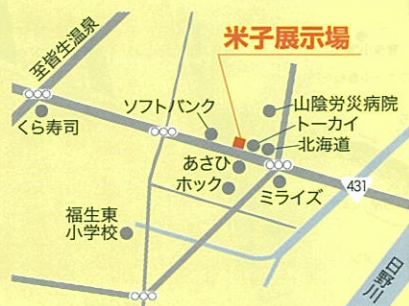 米子展示場
至皆生温泉
ソフトバンク
山陰労災病院
トーカイ
北海道
くら寿司
あさひ
ホック
ミライズ
431
福生東
小学校
日野川